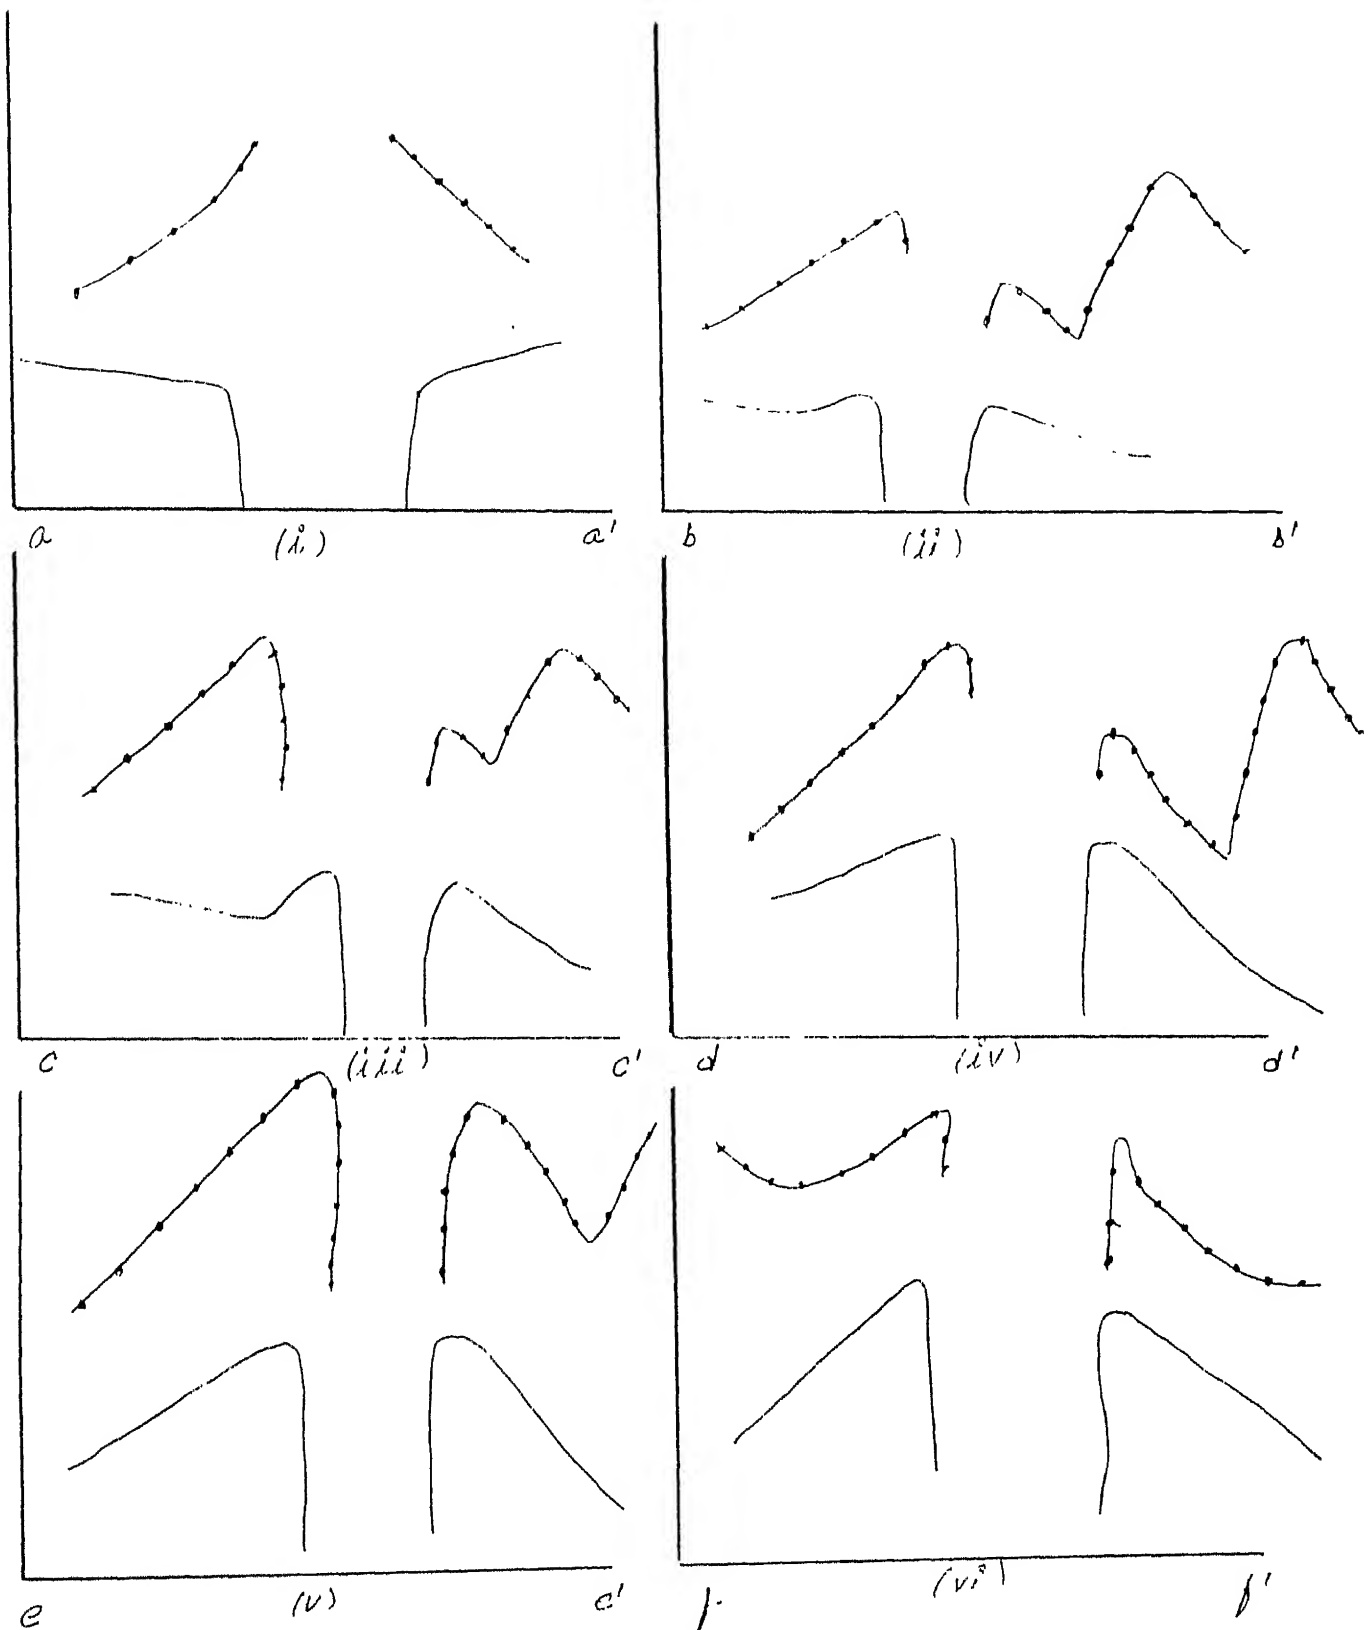 a (i) a'
b (ii) b'
c (iii) c'
d (iv) d'
e (v) e'
f (vi) f'